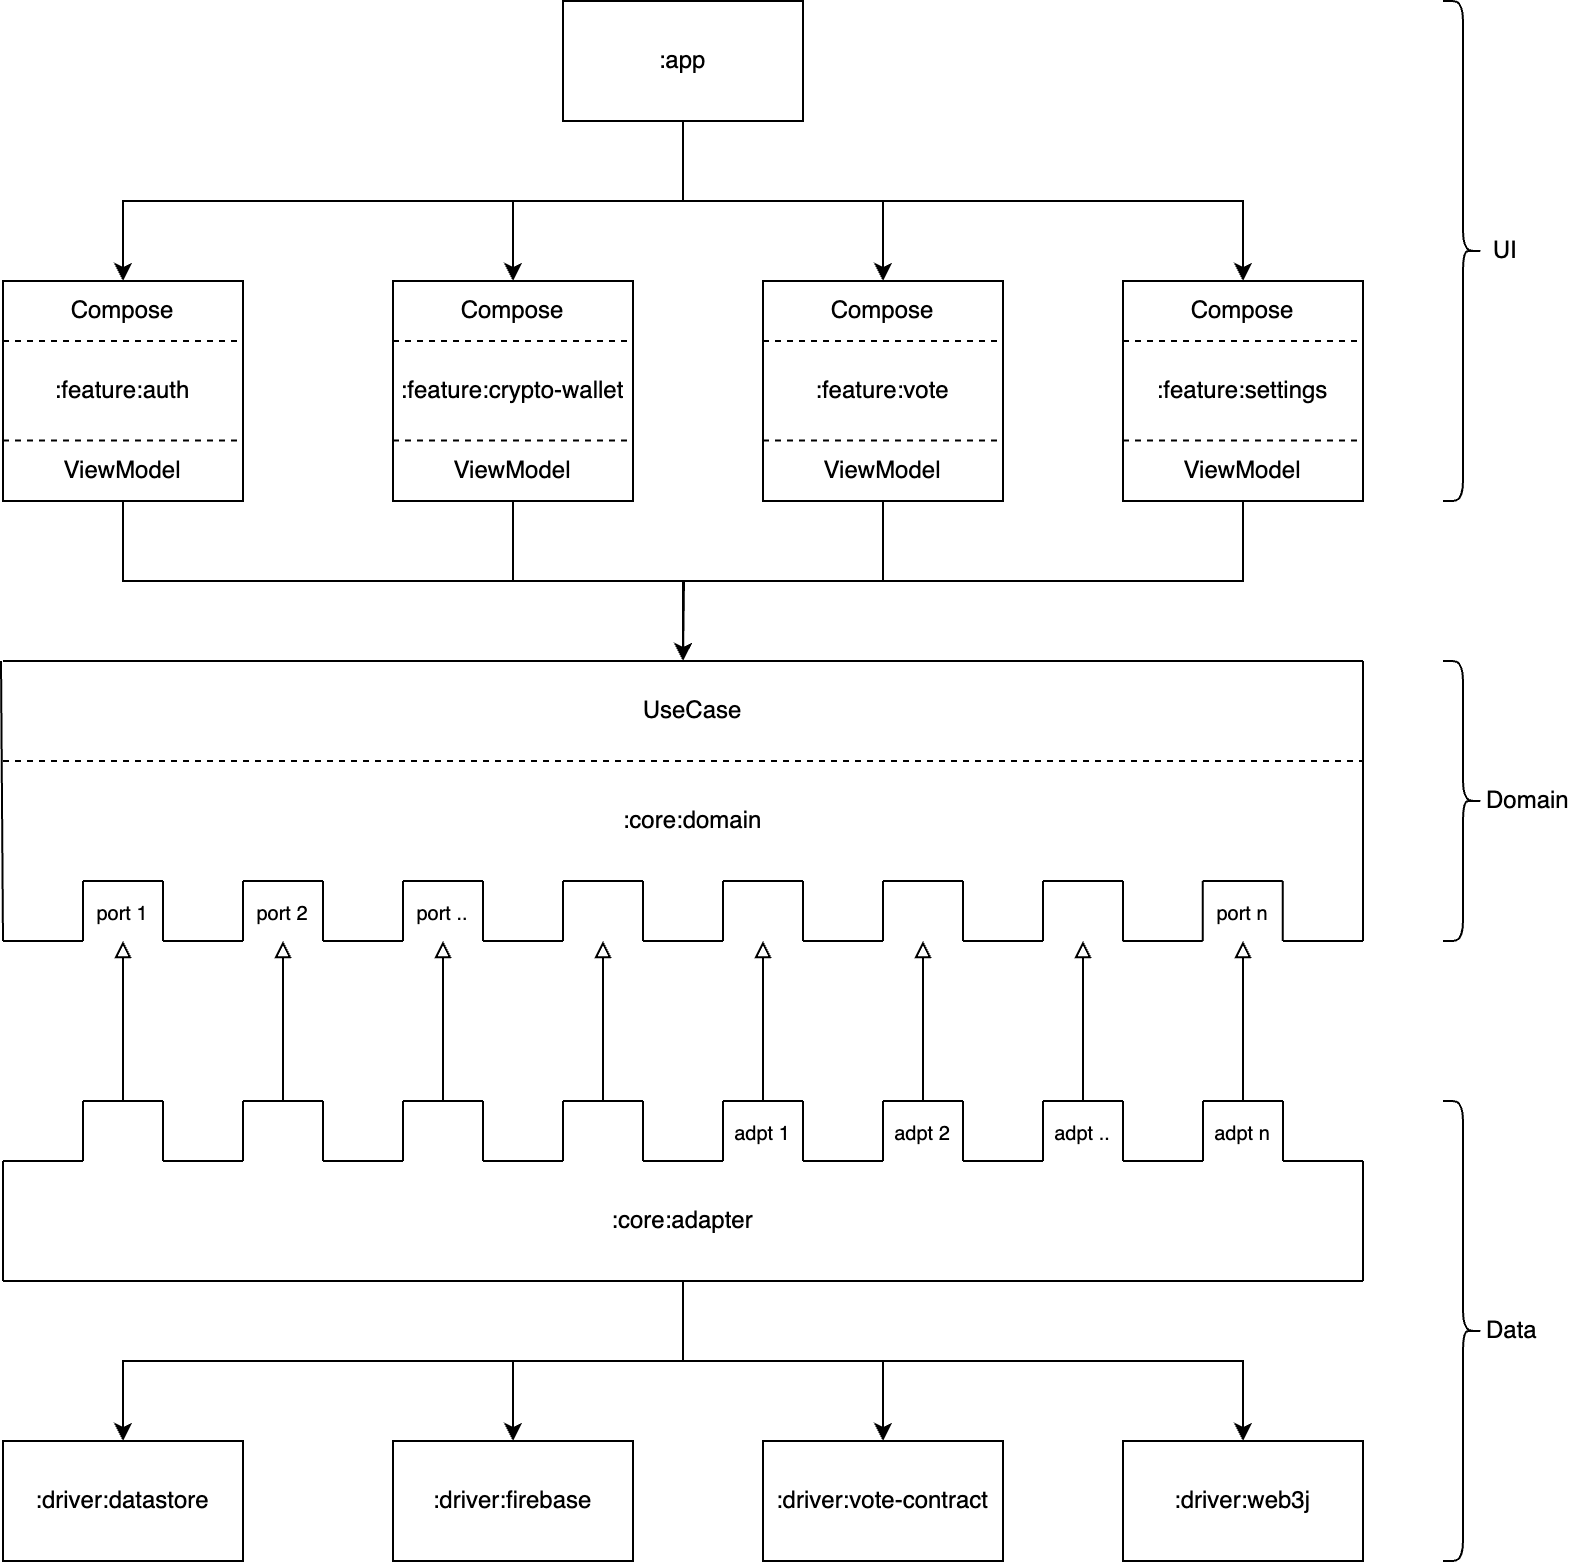 :app
UI
Compose
Compose
Compose
Compose
:feature:auth
:feature:crypto-wallet
:feature:vote
:feature:settings
ViewModel
ViewModel
ViewModel
ViewModel
UseCase
Domain
:core:domain
port 1
port 2
port ..
port n
adpt 1
adpt 2
adpt ..
adpt n
:core:adapter
Data
:driver:datastore
:driver:firebase
:driver:vote-contract
:driver:web3j